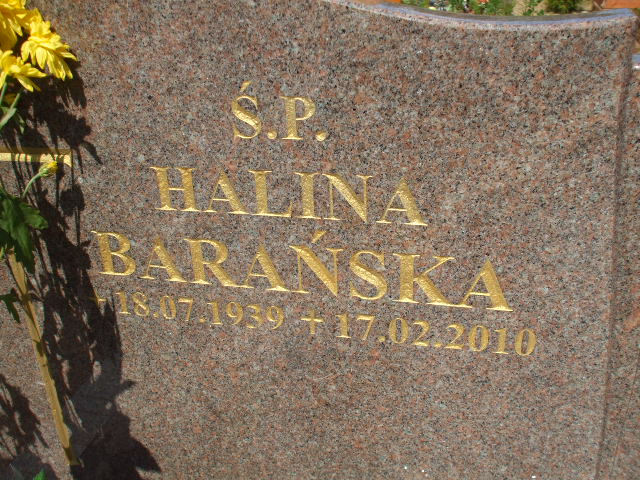 Ś.P.
HALINA
BARAŃSKA
* 18.07.1939 ✝ 17.02.2010